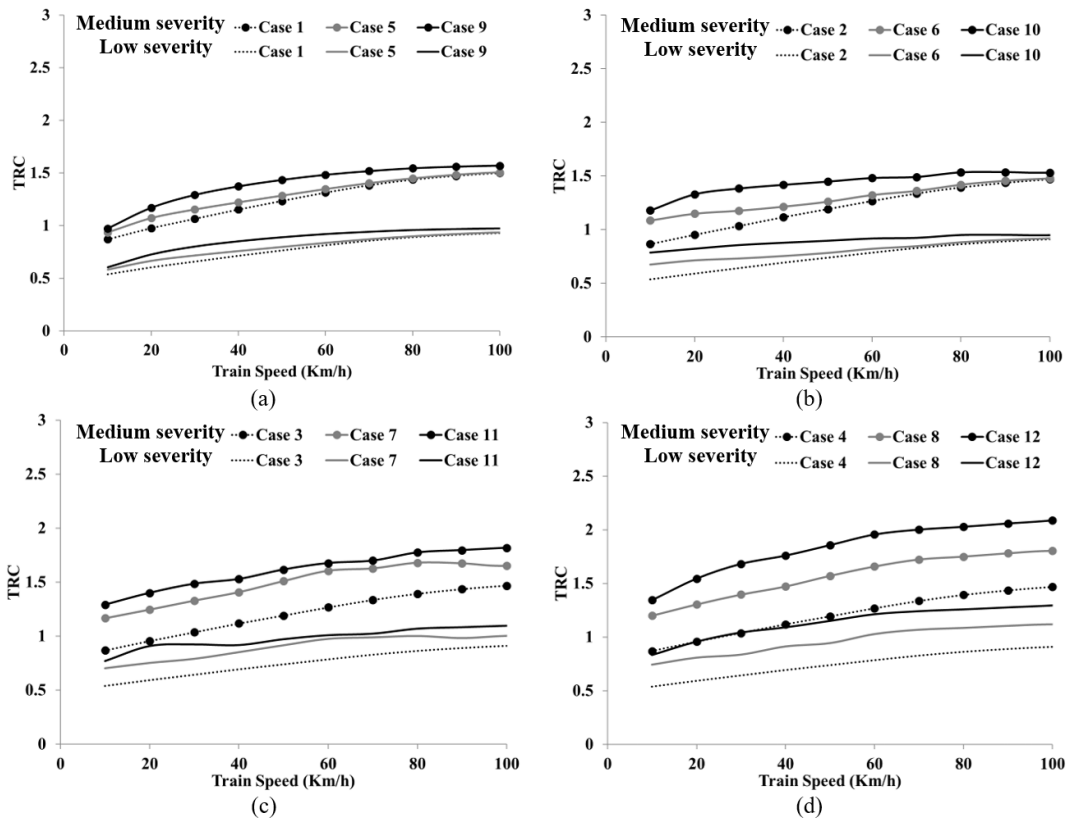 Medium severity Case 1 Case 5 Case 9
Low severity Case 1 Case 5 Case 9
3
2.5
2
1.5
1
0.5
0
TRC
0 20 40 60 80 100
Train Speed (Km/h)
(a)
Medium severity Case 2 Case 6 Case 10
Low severity Case 2 Case 6 Case 10
3
2.5
2
1.5
1
0.5
0
TRC
0 20 40 60 80 100
Train Speed (Km/h)
(b)
Medium severity Case 3 Case 7 Case 11
Low severity Case 3 Case 7 Case 11
3
2.5
2
1.5
1
0.5
0
TRC
0 20 40 60 80 100
Train Speed (Km/h)
(c)
Medium severity Case 4 Case 8 Case 12
Low severity Case 4 Case 8 Case 12
3
2.5
2
1.5
1
0.5
0
TRC
0 20 40 60 80 100
Train Speed (Km/h)
(d)